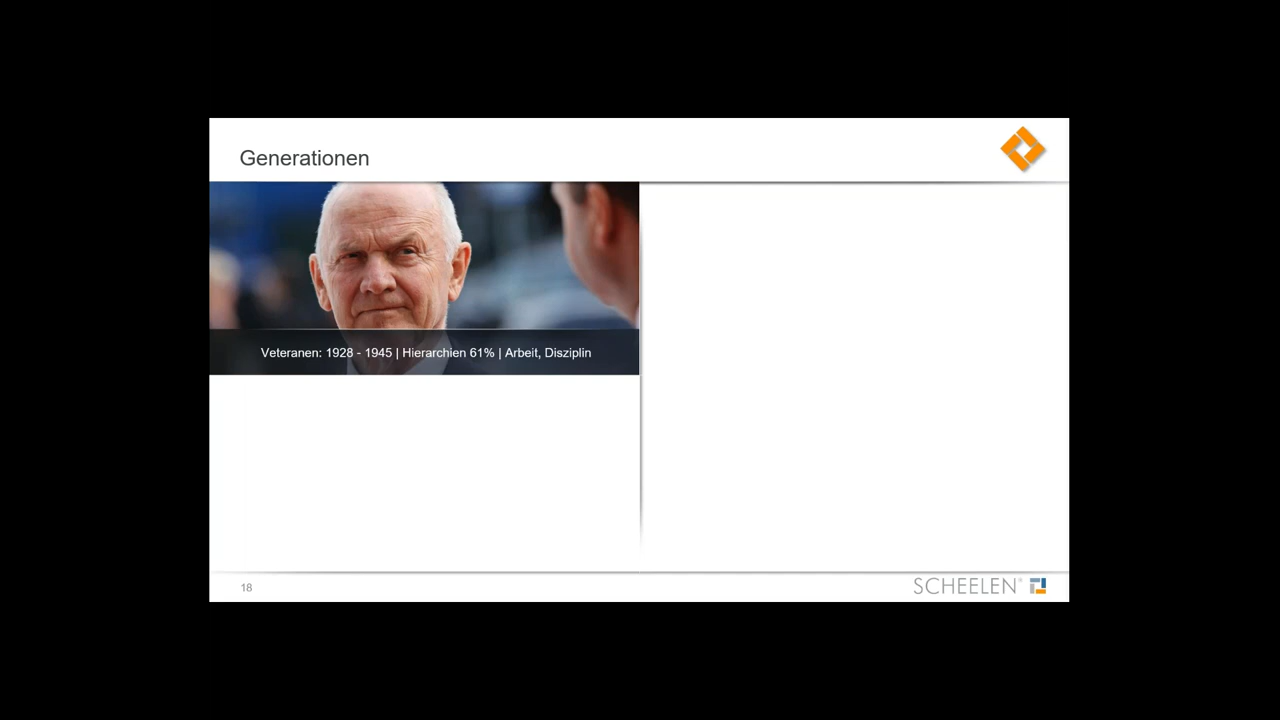 Generationen
Veteranen: 1928 - 1945 | Hierarchien 61% | Arbeit, Disziplin
18
SCHEELEN®